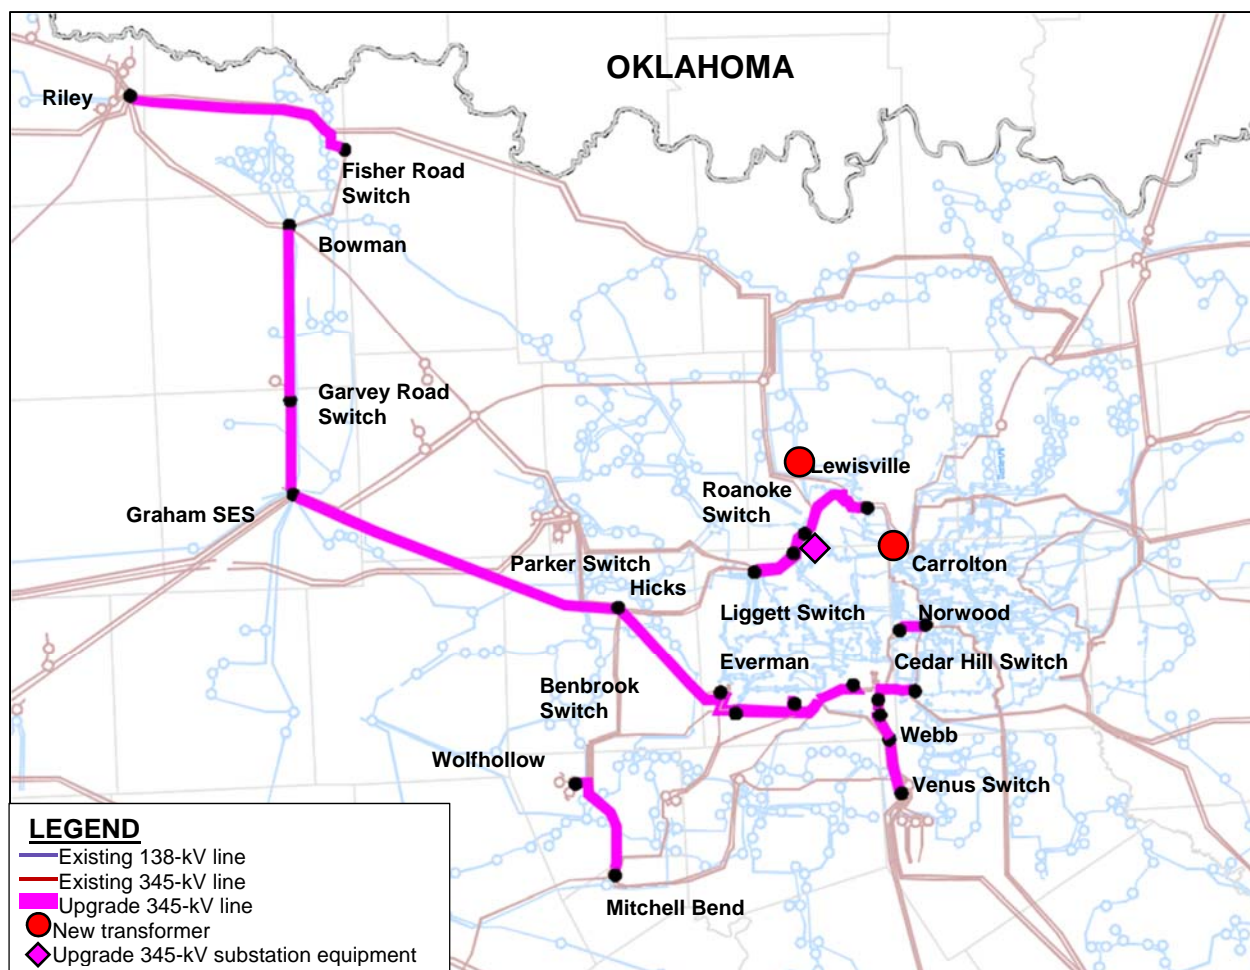 OKLAHOMA
Riley
Fisher Road
Switch
Bowman
Garvey Road
Switch
Lewisville
Roanoke
Switch
Graham SES
Parker Switch
Carrolton
Hicks
Liggett Switch
Norwood
Everman
Cedar Hill Switch
Benbrook
Switch
Webb
Wolfhollow
Venus Switch
Mitchell Bend
LEGEND
Existing 138-kV line
Existing 345-kV line
Upgrade 345-kV line
New transformer
Upgrade 345-kV substation equipment